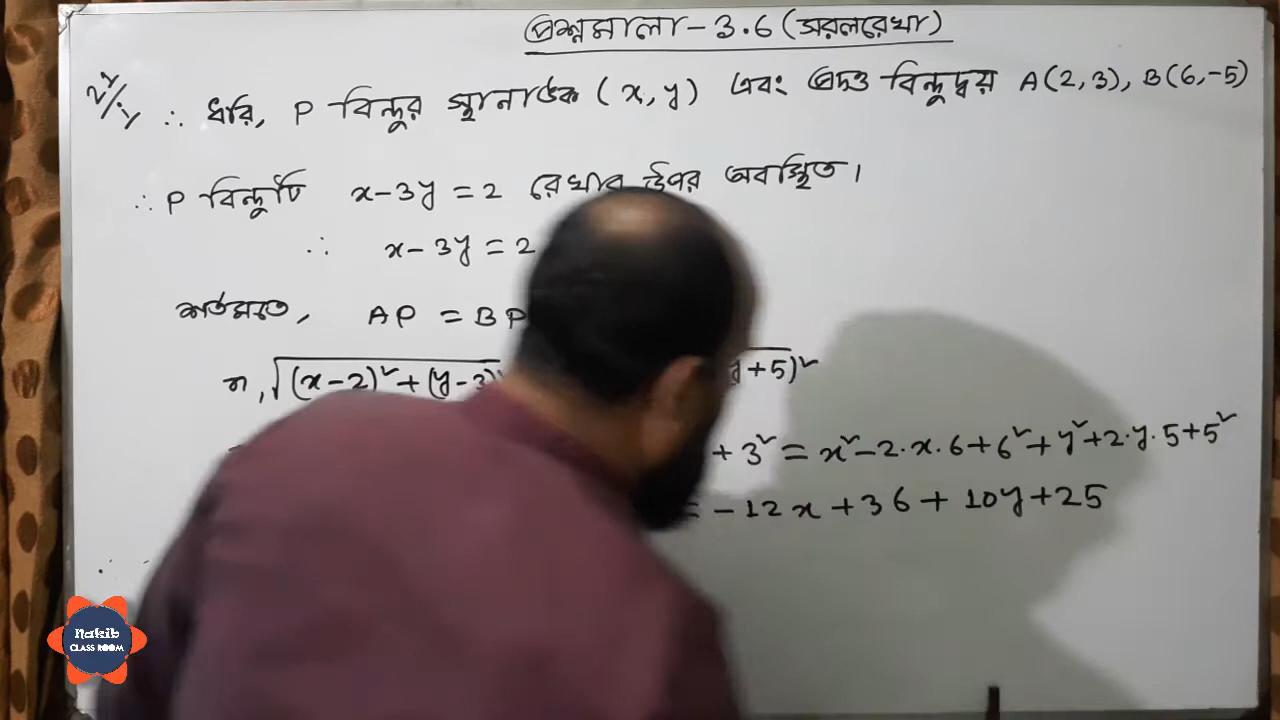 প্রশ্নমালা-3.6 (সরলরেখা)
∴ ধরি, P বিন্দুর স্থানাঙ্ক (x, y) এবং প্রদত্ত বিন্দুদ্বয় A(2,3), B(6,-5)
∴ P বিন্দুটি x-3y = 2 রেখার উপর অবস্থিত।
∴ x-3y = 2
শর্তমতে, AP = BP
বা, √(x-2)² + (y-3)² y+5)²
+ 3² = x²-2.x.6+6²+y²+2.y.5+5²
= -12x+36+10y+25
∴
Nakib
CLASS ROOM